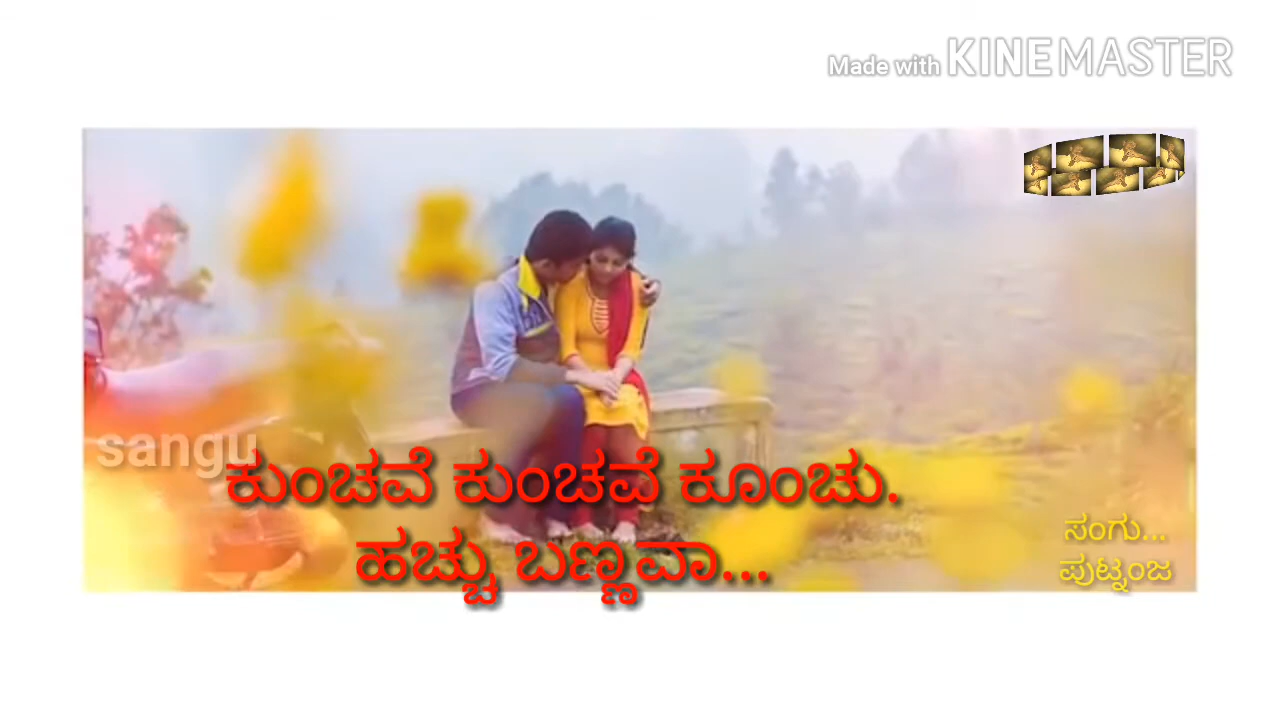 Made with KINEMASTER
sangu
ಕುಂಚವೆ ಕುಂಚವೆ ಕೂಂಚು.
ಹಚ್ಚು ಬಣ್ಣವಾ...
ಸಂಗು...
ಪುಟ್ನಂಜ